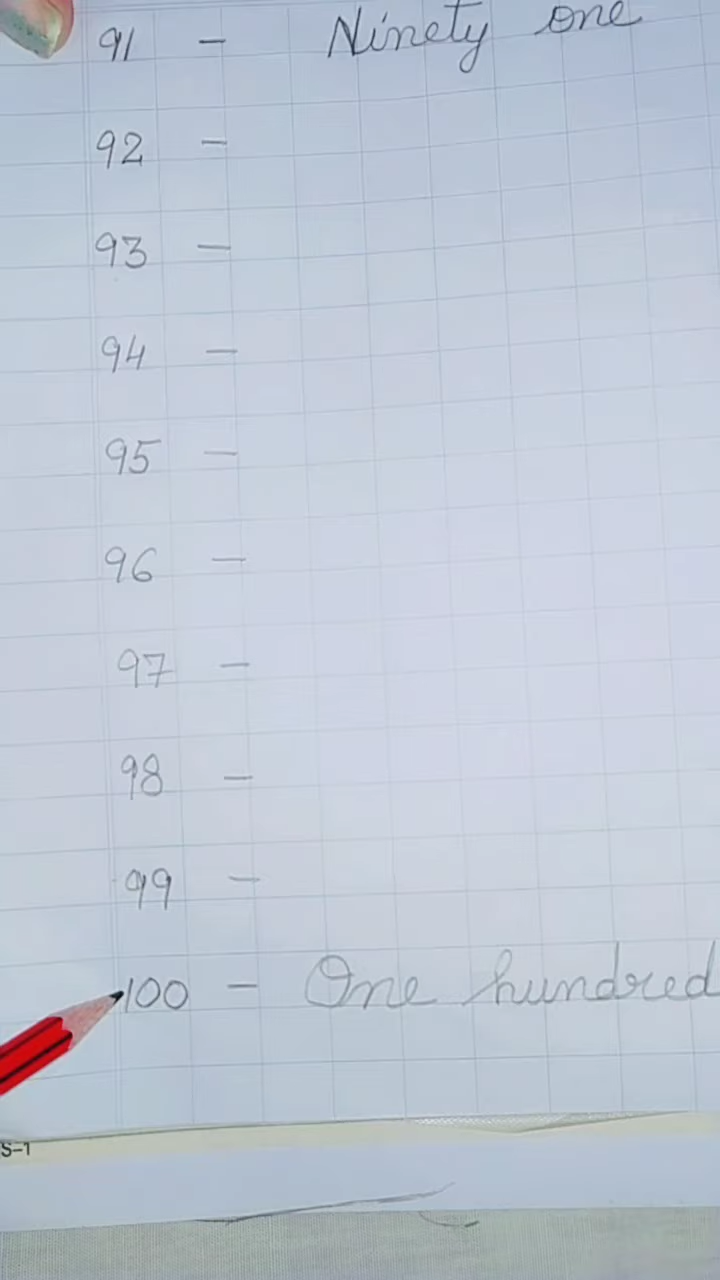 91 - Ninety one
92 -
93 -
94 -
95 -
96 -
97 -
98 -
99 -
100 - One hundred
S-1